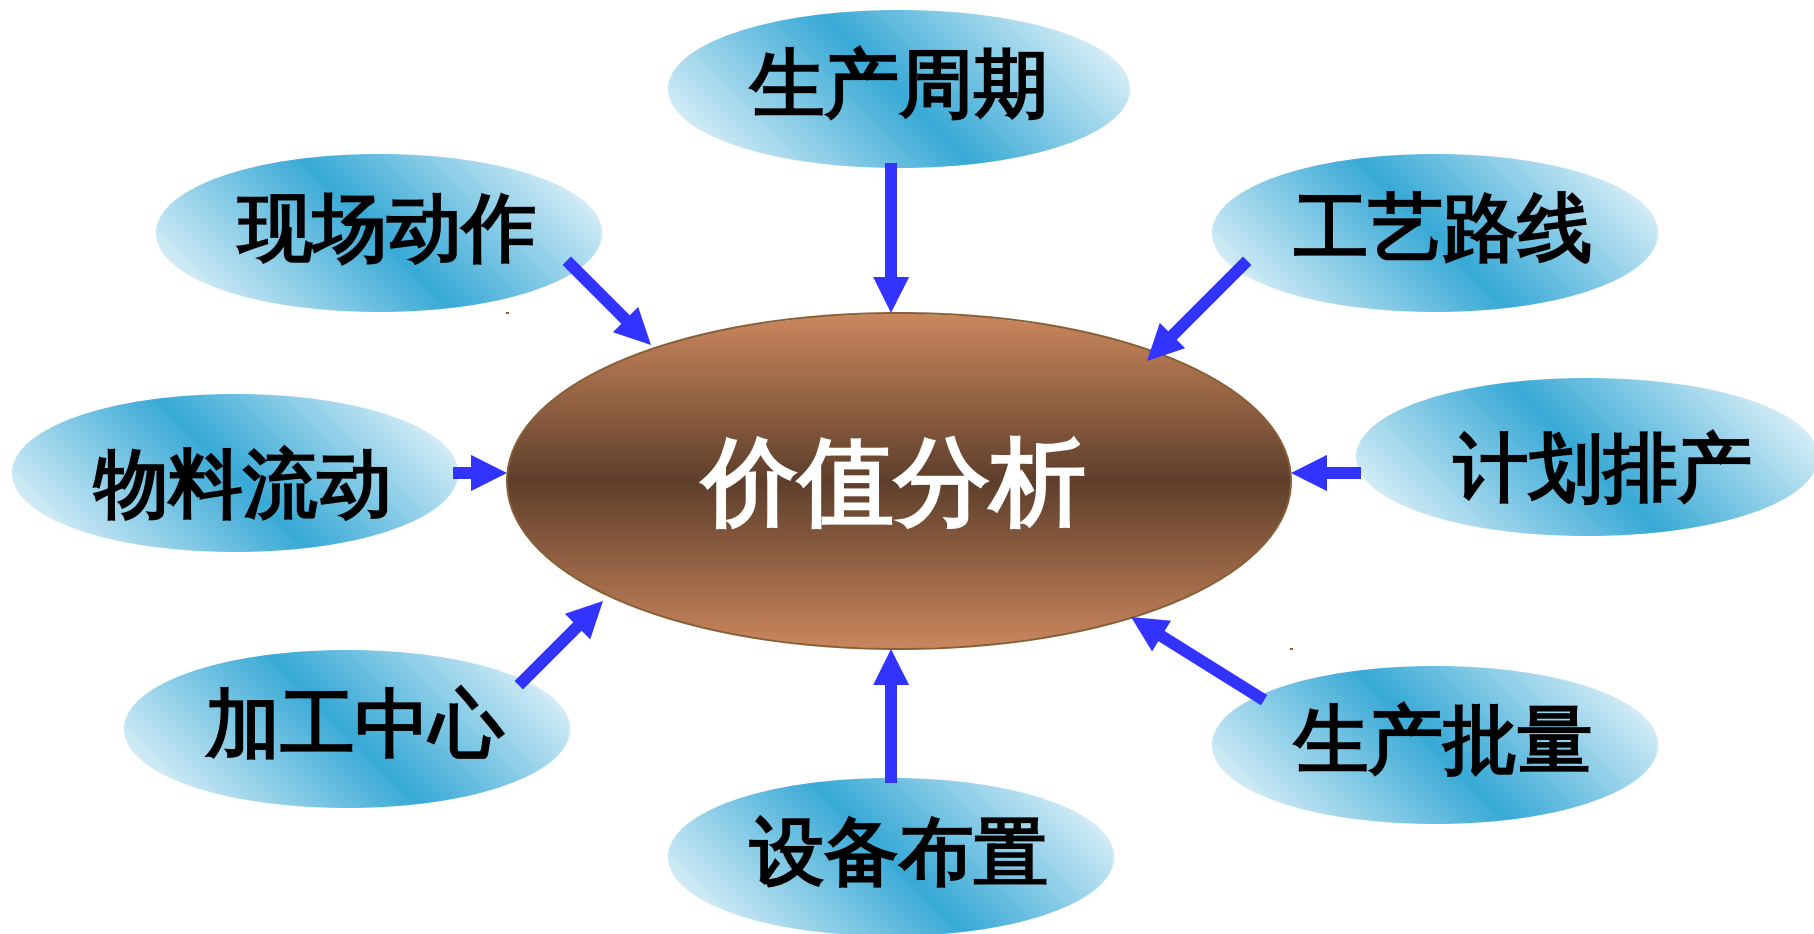 生产周期
现场动作
工艺路线
物料流动
价值分析
计划排产
加工中心
生产批量
设备布置